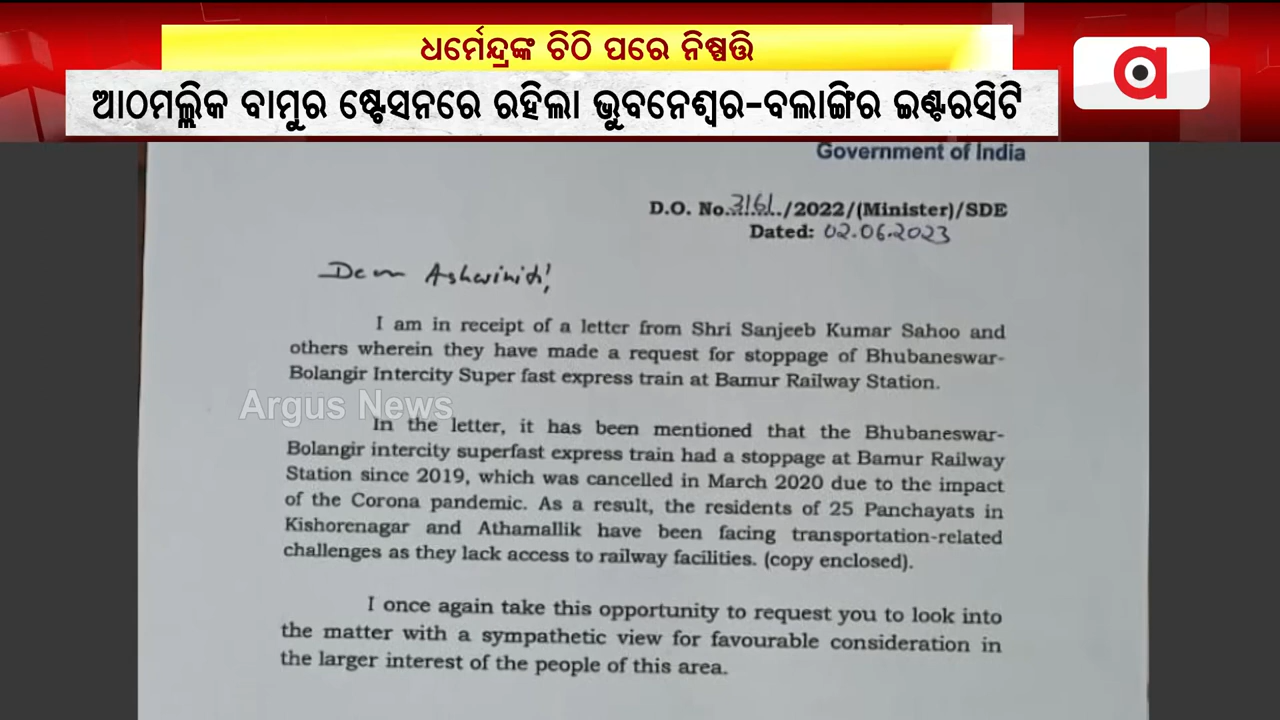 ଧର୍ମେନ୍ଦ୍ରଙ୍କ ଚିଠି ପରେ ନିଷ୍ପତ୍ତି
ଆଠମଲ୍ଲିକ ବାମୁର ଷ୍ଟେସନରେ ରହିଲା ଭୁବନେଶ୍ୱର-ବଲାଙ୍ଗିର ଇଣ୍ଟରସିଟି
a
Government of India
D.O. No.3161/2022/(Minister)/SDE
Dated: 02.06.2023
Dear Ashwiniji,
I am in receipt of a letter from Shri Sanjeeb Kumar Sahoo and
others wherein they have made a request for stoppage of Bhubaneswar-
Bolangir Intercity Super fast express train at Bamur Railway Station.
Argus News
In the letter, it has been mentioned that the Bhubaneswar-
Bolangir intercity superfast express train had a stoppage at Bamur Railway
Station since 2019, which was cancelled in March 2020 due to the impact
of the Corona pandemic. As a result, the residents of 25 Panchayats in
Kishorenagar and Athamallik have been facing transportation-related
challenges as they lack access to railway facilities. (copy enclosed).
I once again take this opportunity to request you to look into
the matter with a sympathetic view for favourable consideration in
the larger interest of the people of this area.